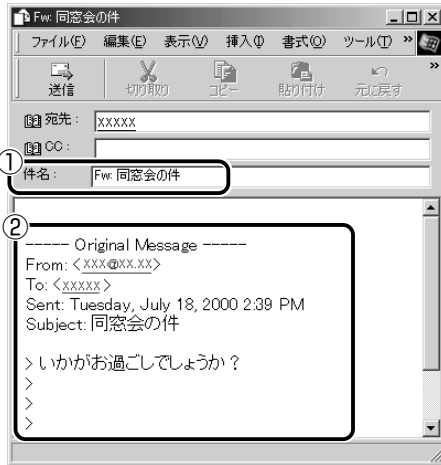 Fw: 同窓会の件
ファイル(F) 編集(E) 表示(V) 挿入(I) 書式(O) ツール(T) »
送信 切り取り コピー 貼り付け 元に戻す »
宛先: xxxxx
CC:
① 件名: Fw: 同窓会の件
②
----- Original Message -----
From: <xxx@xx.xx>
To: <xxxxx>
Sent: Tuesday, July 18, 2000 2:39 PM
Subject: 同窓会の件
> いかがお過ごしでしょうか?
>
>
>